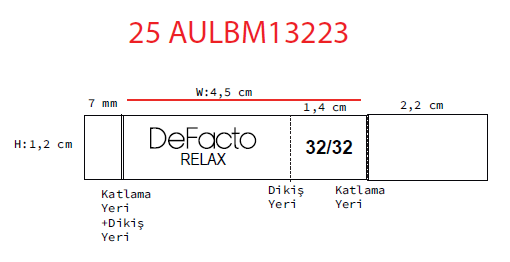 25 AULBM13223
W:4,5 cm
7 mm
1,4 cm
2,2 cm
H:1,2 cm
DeFacto
RELAX
32/32
Katlama
Yeri
+Dikiş
Yeri
Dikiş
Yeri
Katlama
Yeri